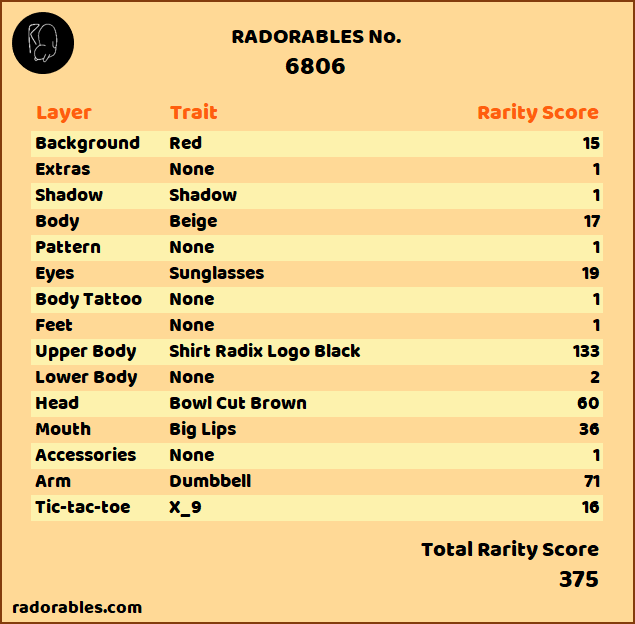 RADORABLES No.
6806
Layer Trait Rarity Score
Background Red 15
Extras None 1
Shadow Shadow 1
Body Beige 17
Pattern None 1
Eyes Sunglasses 19
Body Tattoo None 1
Feet None 1
Upper Body Shirt Radix Logo Black 133
Lower Body None 2
Head Bowl Cut Brown 60
Mouth Big Lips 36
Accessories None 1
Arm Dumbbell 71
Tic-tac-toe X_9 16
Total Rarity Score
375
radorables.com